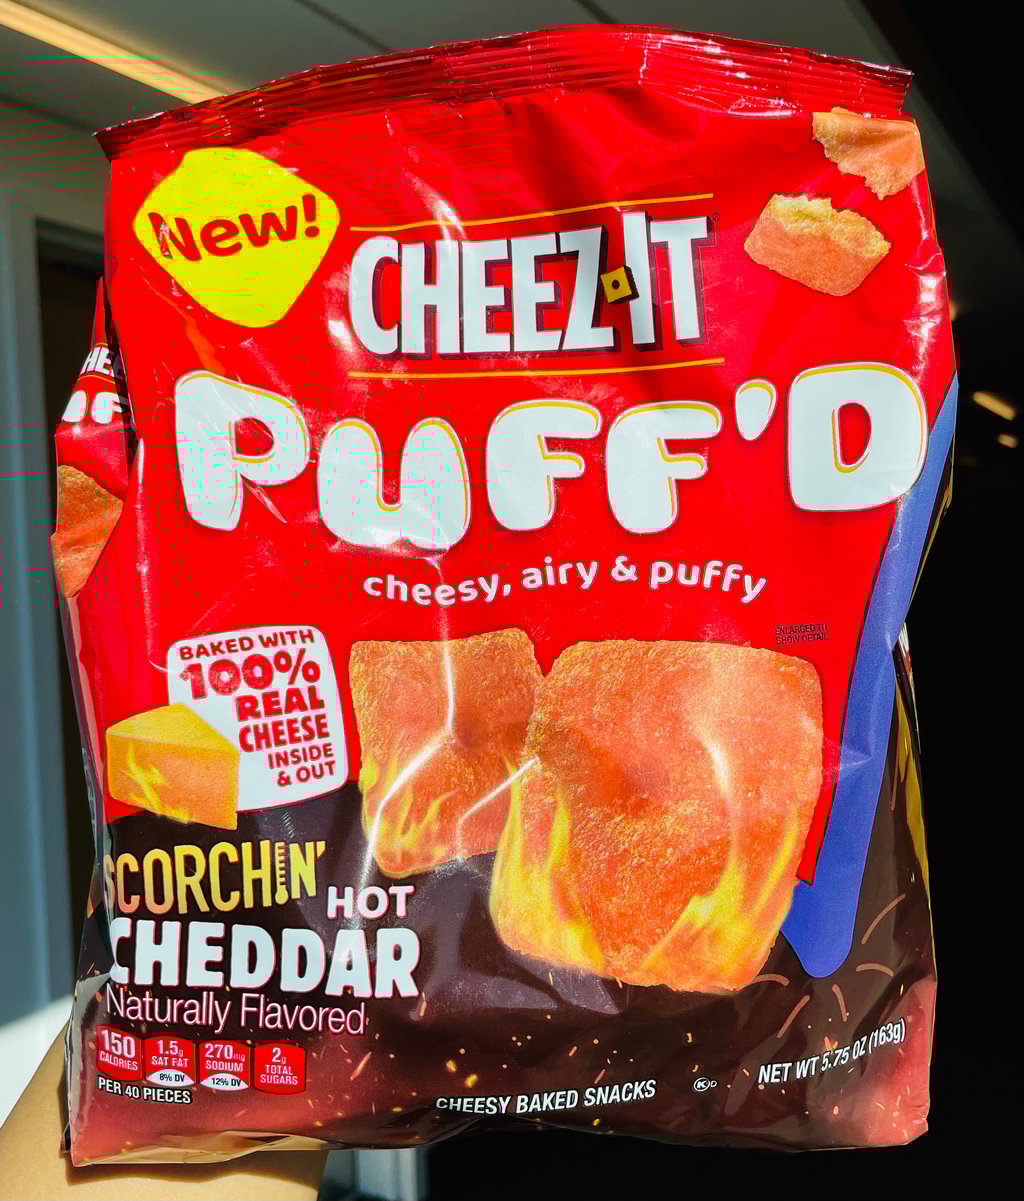 New!
CHEEZ-IT
PUFF'D
cheesy, airy & puffy
ENLARGED TO
SHOW DETAIL
BAKED WITH
100%
REAL
CHEESE
INSIDE
& OUT
SCORCHIN' HOT
CHEDDAR
Naturally Flavored
150
CALORIES
1.5g
SAT FAT
8% DV
270mg
SODIUM
12% DV
2g
TOTAL
SUGARS
PER 40 PIECES
CHEESY BAKED SNACKS
K D
NET WT 5.75 OZ (163g)